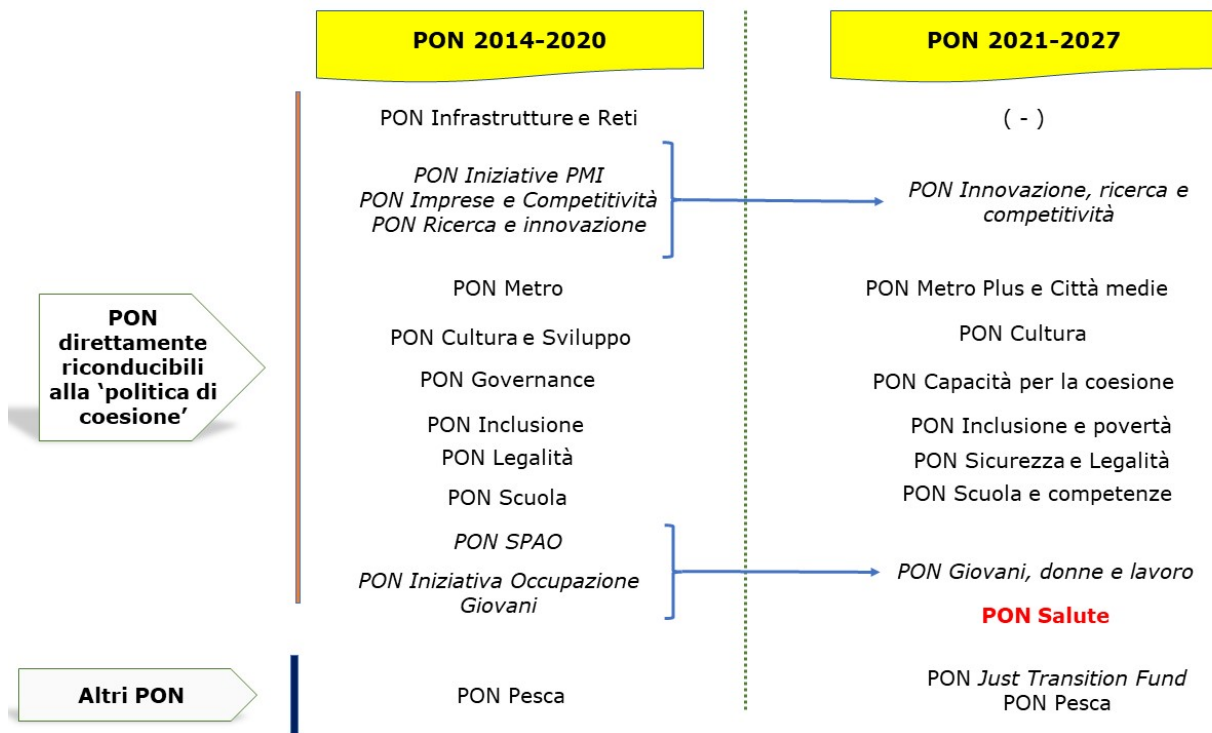 PON 2014-2020
PON 2021-2027
PON
direttamente
riconducibili
alla ‘politica di
coesione’
PON Infrastrutture e Reti
( - )
PON Iniziative PMI
PON Imprese e Competitività
PON Ricerca e innovazione
PON Innovazione, ricerca e
competitività
PON Metro
PON Metro Plus e Città medie
PON Cultura e Sviluppo
PON Cultura
PON Governance
PON Capacità per la coesione
PON Inclusione
PON Inclusione e povertà
PON Legalità
PON Sicurezza e Legalità
PON Scuola
PON Scuola e competenze
PON SPAO
PON Iniziativa Occupazione
Giovani
PON Giovani, donne e lavoro
PON Salute
Altri PON
PON Pesca
PON Just Transition Fund
PON Pesca